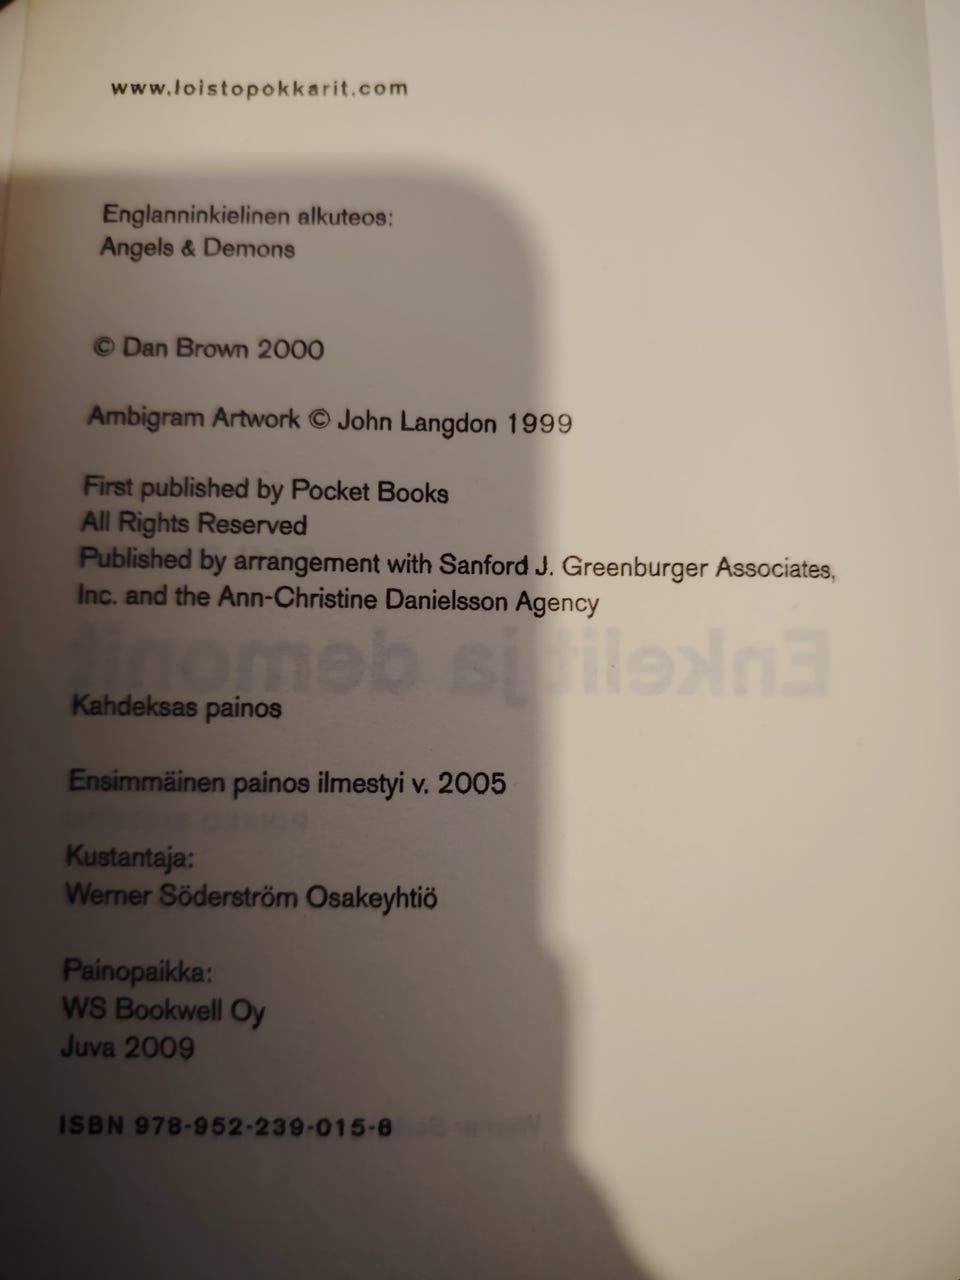 www.loistopokkarit.com
Englanninkielinen alkuteos:
Angels & Demons
© Dan Brown 2000
Ambigram Artwork © John Langdon 1999
First published by Pocket Books
All Rights Reserved
Published by arrangement with Sanford J. Greenburger Associates,
Inc. and the Ann-Christine Danielsson Agency
Enkelit ja demonit
Kahdeksas painos
Ensimmäinen painos ilmestyi v. 2005
Kustantaja:
Werner Söderström Osakeyhtiö
Painopaikka:
WS Bookwell Oy
Juva 2009
ISBN 978-952-239-015-8